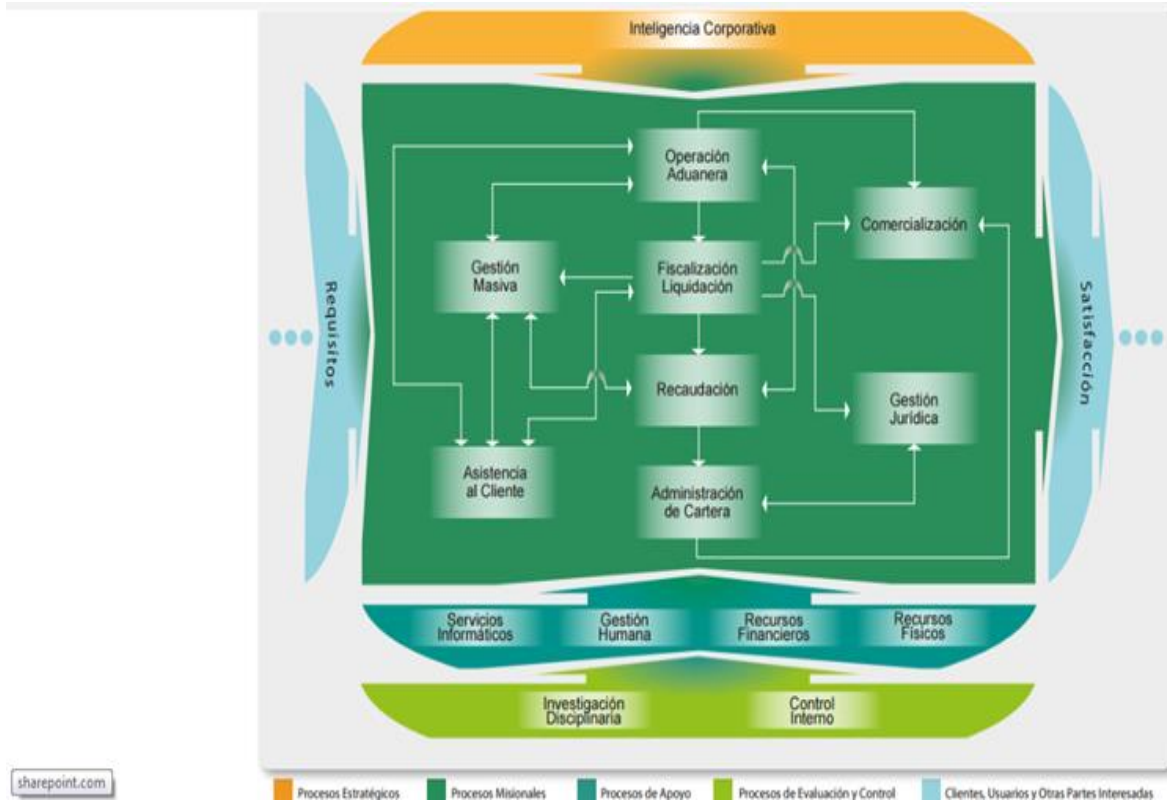 Inteligencia Corporativa
Operación
Aduanera
Comercialización
Gestión
Masiva
Fiscalización
Liquidación
Requisitos
Satisfacción
Recaudación
Gestión
Jurídica
Asistencia
al Cliente
Administración
de Cartera
Servicios
Informáticos
Gestión
Humana
Recursos
Financieros
Recursos
Físicos
Investigación
Disciplinaria
Control
Interno
sharepoint.com
Procesos Estratégicos
Procesos Misionales
Procesos de Apoyo
Procesos de Evaluación y Control
Clientes, Usuarios y Otras Partes Interesadas